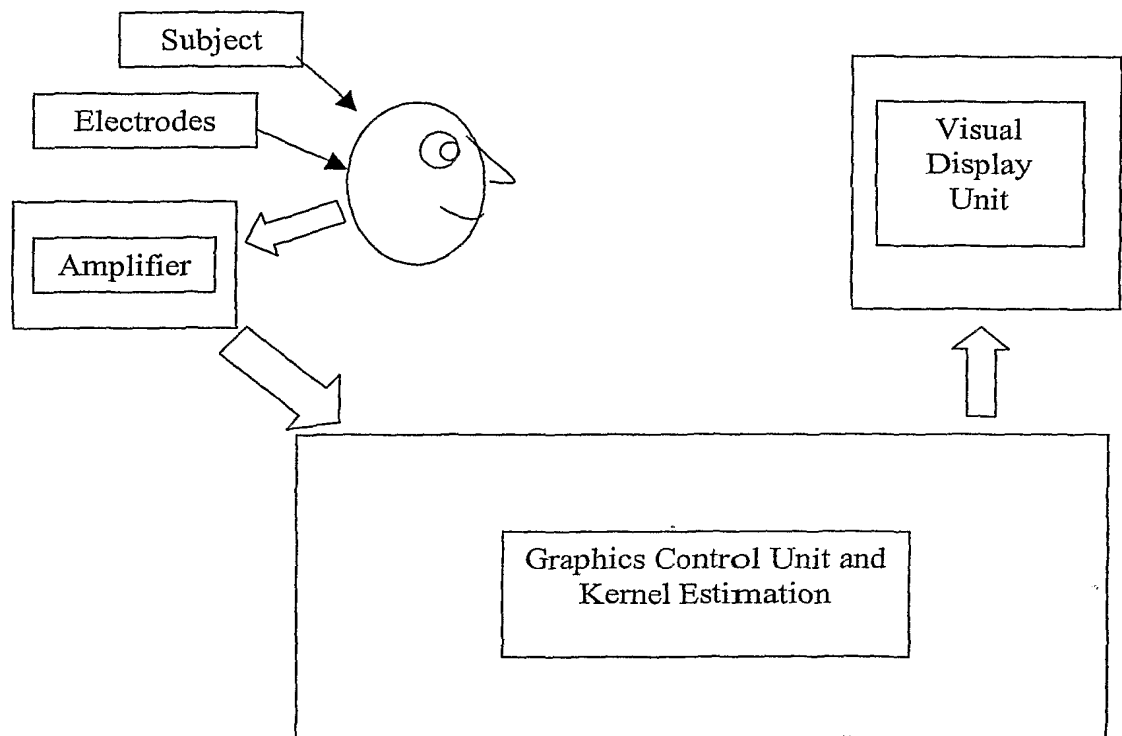 Subject
Electrodes
Amplifier
Visual
Display
Unit
Graphics Control Unit and
Kernel Estimation